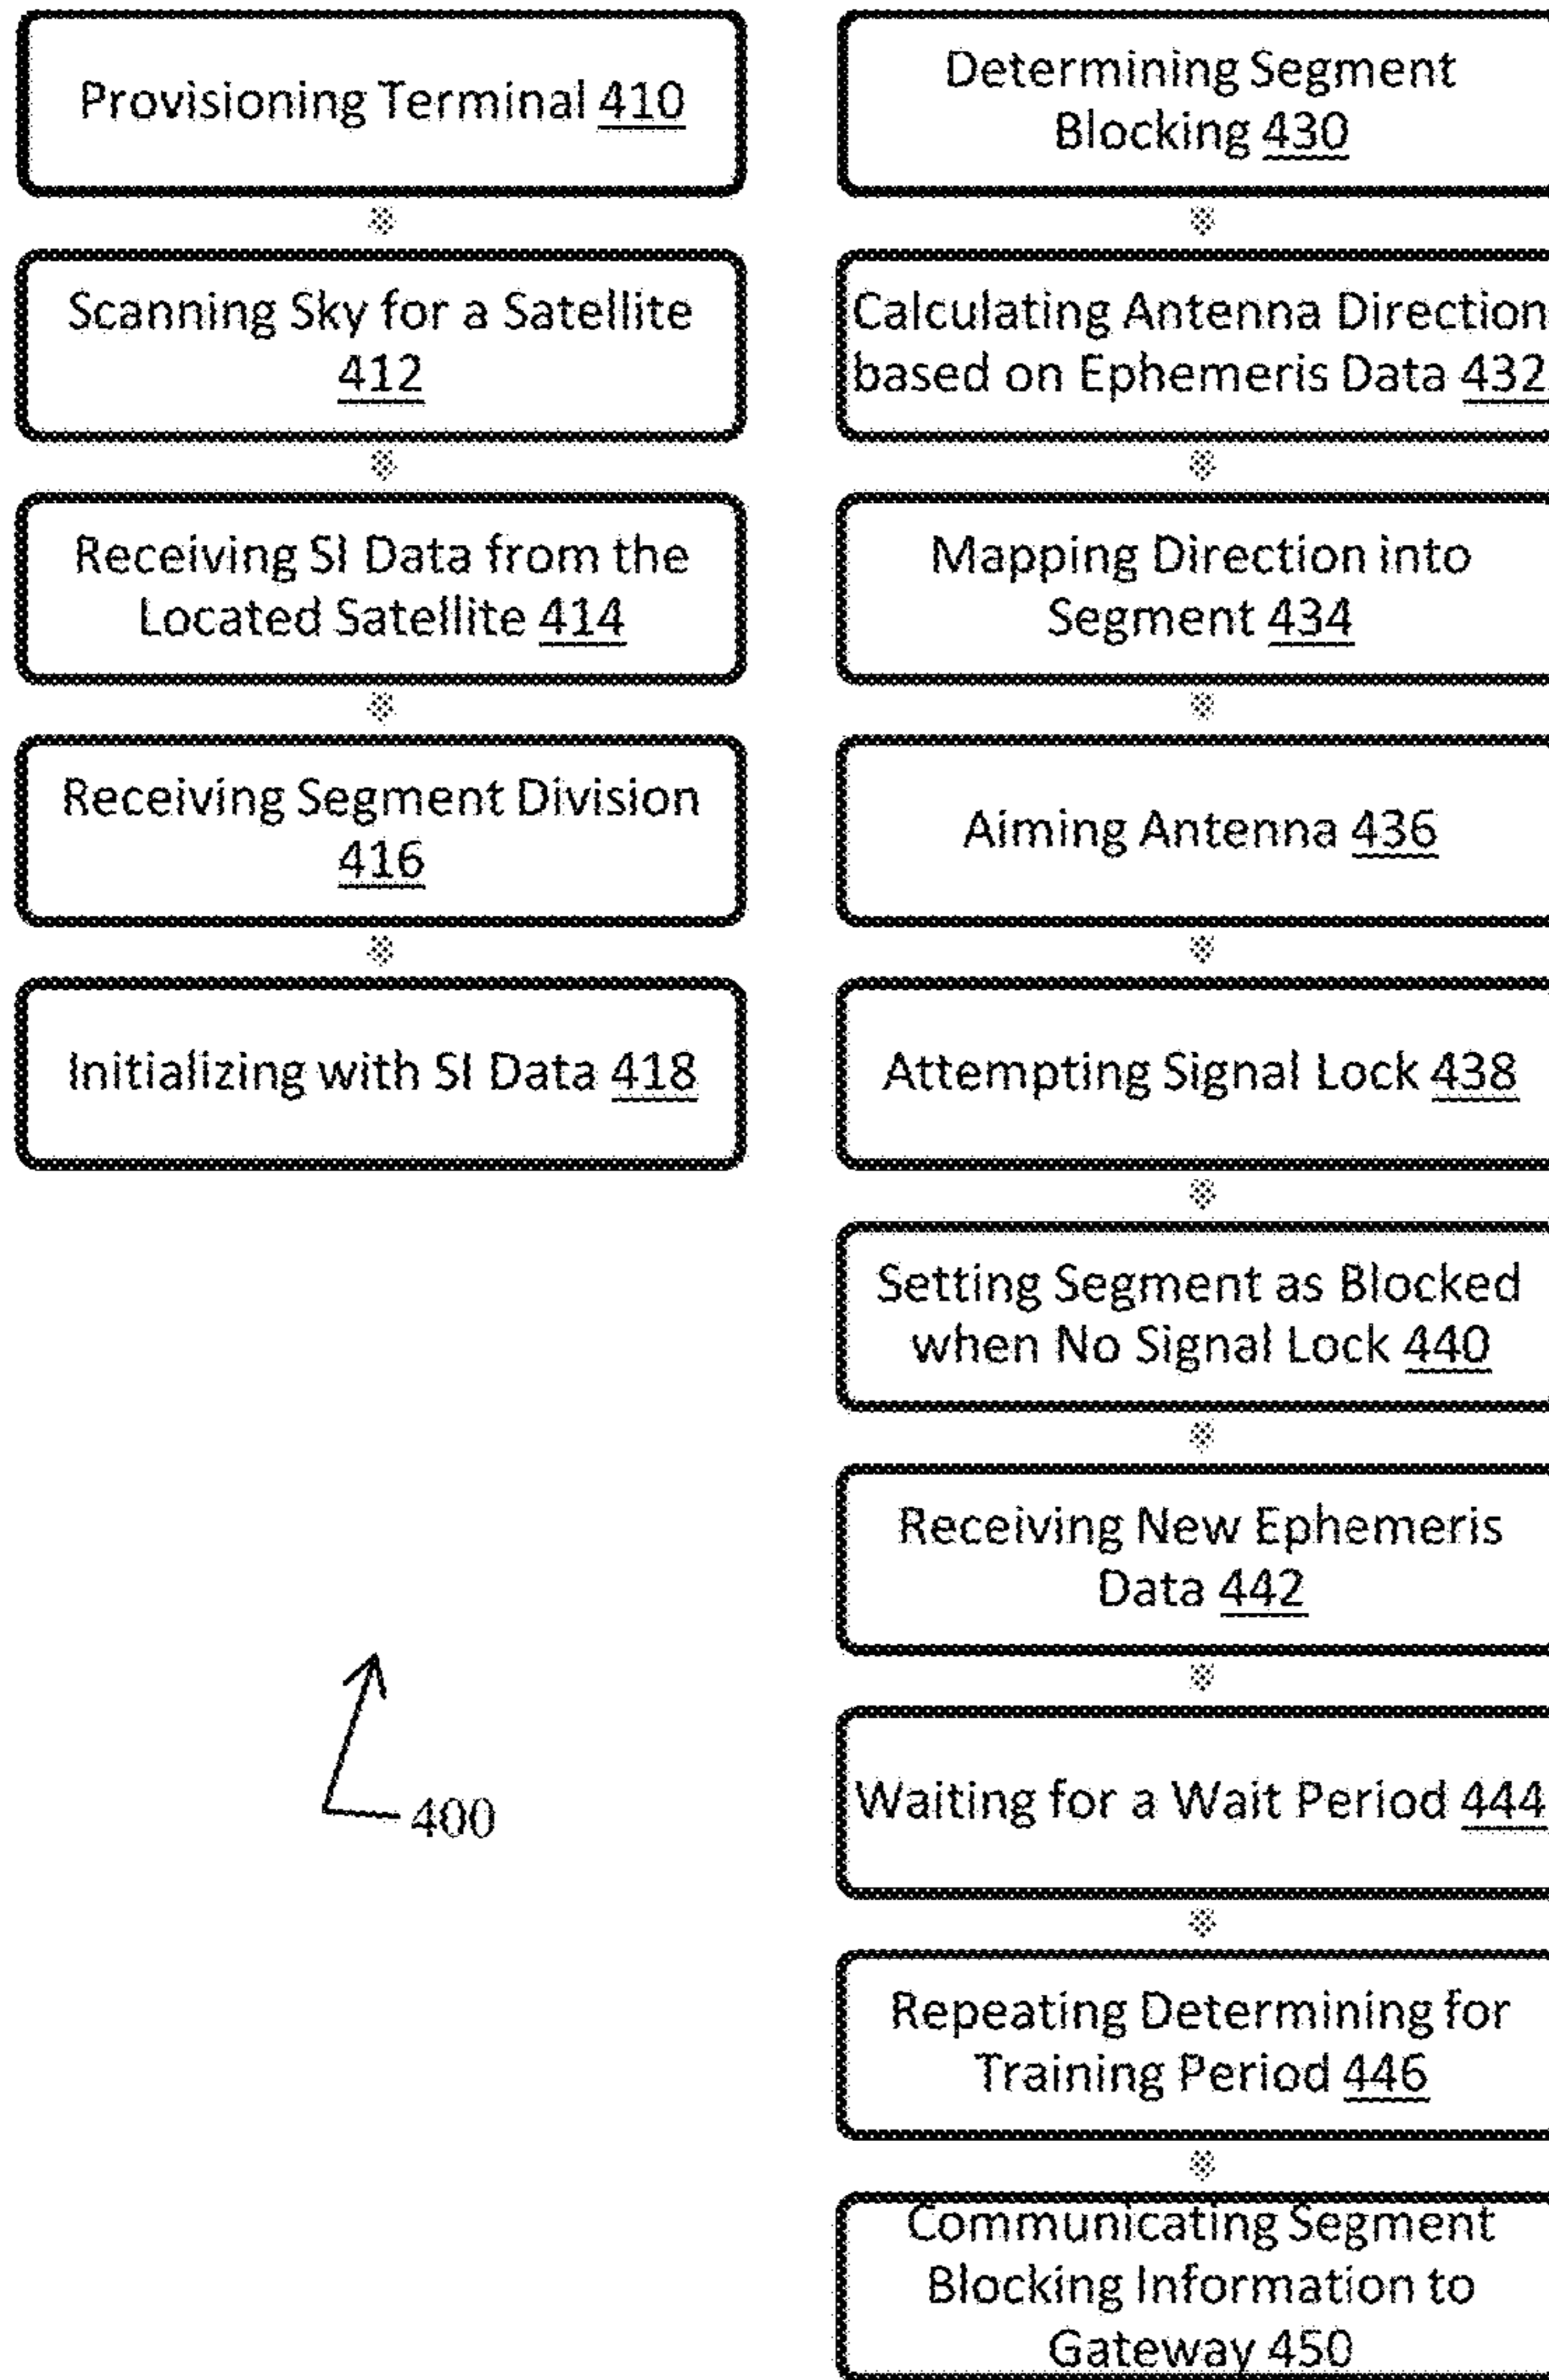 Provisioning Terminal 410
Scanning Sky for a Satellite
412
Receiving SI Data from the
Located Satellite 414
Receiving Segment Division
416
Initializing with SI Data 418
400
Determining Segment
Blocking 430
Calculating Antenna Direction
based on Ephemeris Data 432
Mapping Direction into
Segment 434
Aiming Antenna 436
Attempting Signal Lock 438
Setting Segment as Blocked
when No Signal Lock 440
Receiving New Ephemeris
Data 442
Waiting for a Wait Period 444
Repeating Determining for
Training Period 446
Communicating Segment
Blocking Information to
Gateway 450